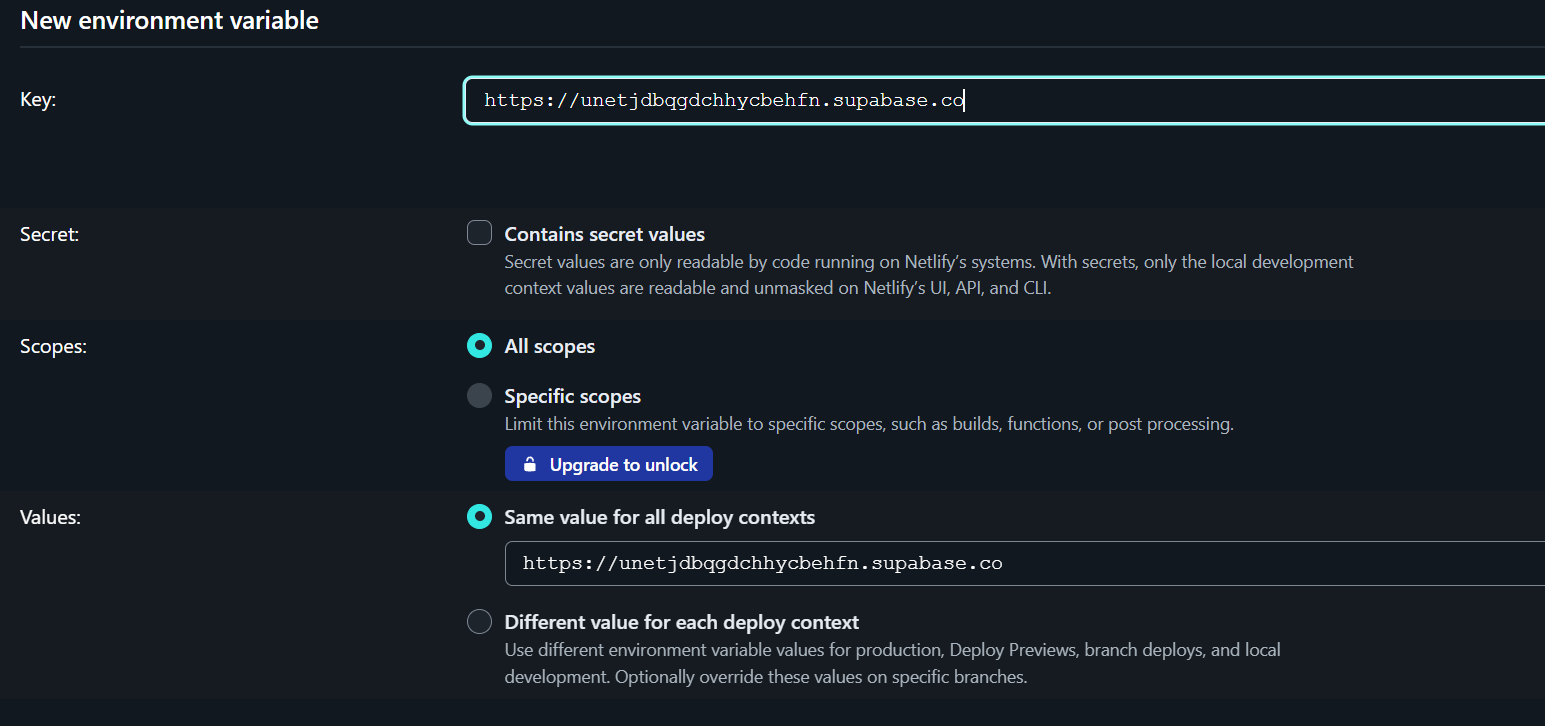 New environment variable
Key:
https://unetjdbqgdchhycbehfn.supabase.co
Secret:
Contains secret values
Secret values are only readable by code running on Netlify’s systems. With secrets, only the local development
context values are readable and unmasked on Netlify’s UI, API, and CLI.
Scopes:
All scopes
Specific scopes
Limit this environment variable to specific scopes, such as builds, functions, or post processing.
Upgrade to unlock
Values:
Same value for all deploy contexts
https://unetjdbqgdchhycbehfn.supabase.co
Different value for each deploy context
Use different environment variable values for production, Deploy Previews, branch deploys, and local
development. Optionally override these values on specific branches.